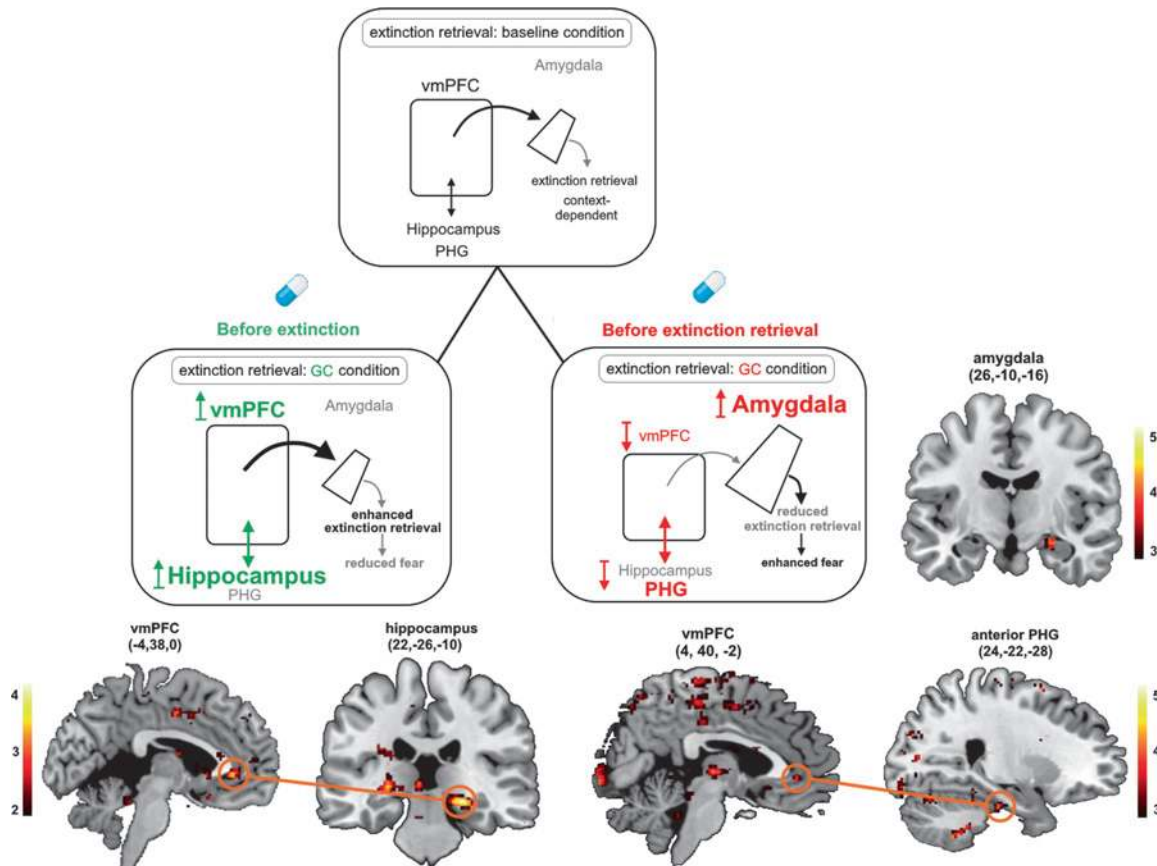 extinction retrieval: baseline condition
Amygdala
vmPFC
extinction retrieval
context-
dependent
Hippocampus
PHG
Before extinction
extinction retrieval: GC condition
vmPFC
Amygdala
enhanced
extinction retrieval
reduced fear
Hippocampus
PHG
Before extinction retrieval
extinction retrieval: GC condition
Amygdala
vmPFC
reduced
extinction retrieval
enhanced fear
Hippocampus
PHG
amygdala
(26,-10,-16)
5
4
3
vmPFC
(-4,38,0)
4
3
2
hippocampus
(22,-26,-10)
vmPFC
(4, 40, -2)
anterior PHG
(24,-22,-28)
5
4
3